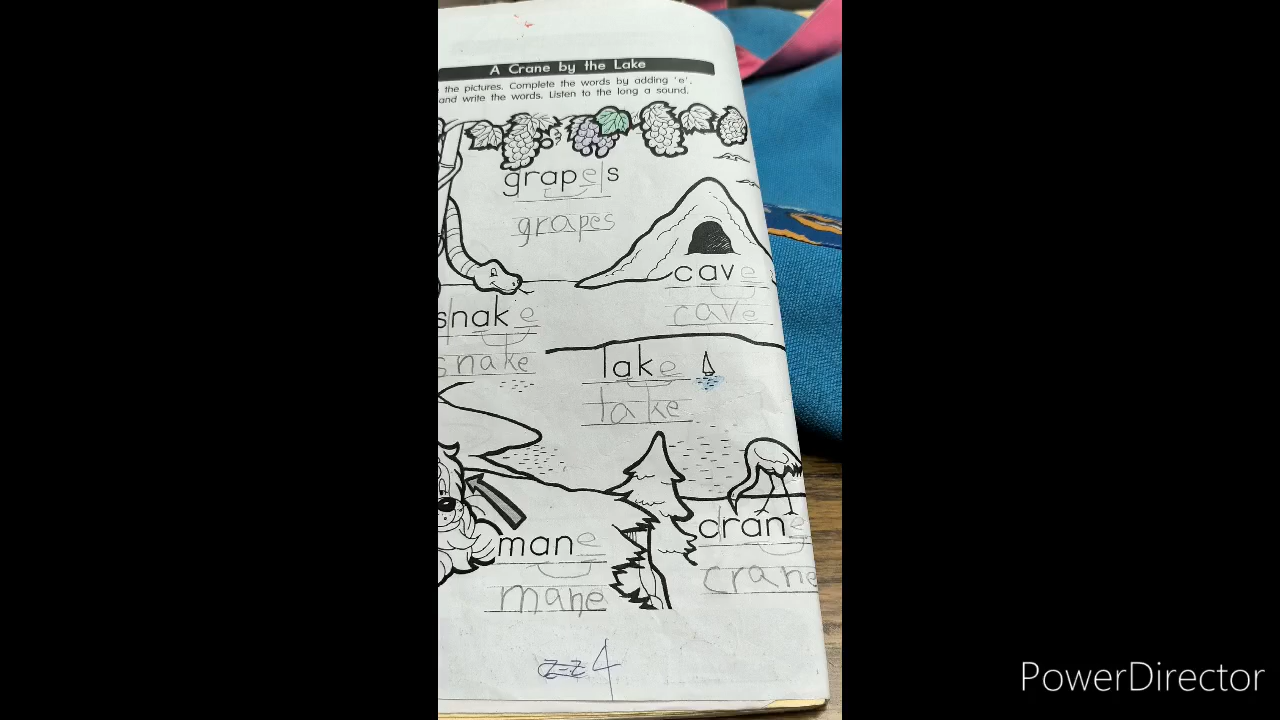 A Crane by the Lake
the pictures. Complete the words by adding 'e'.
and write the words. Listen to the long a sound.
grapes
grapes
cave
cave
snake
snake
lake
lake
mane
mane
crane
crane
4
PowerDirector